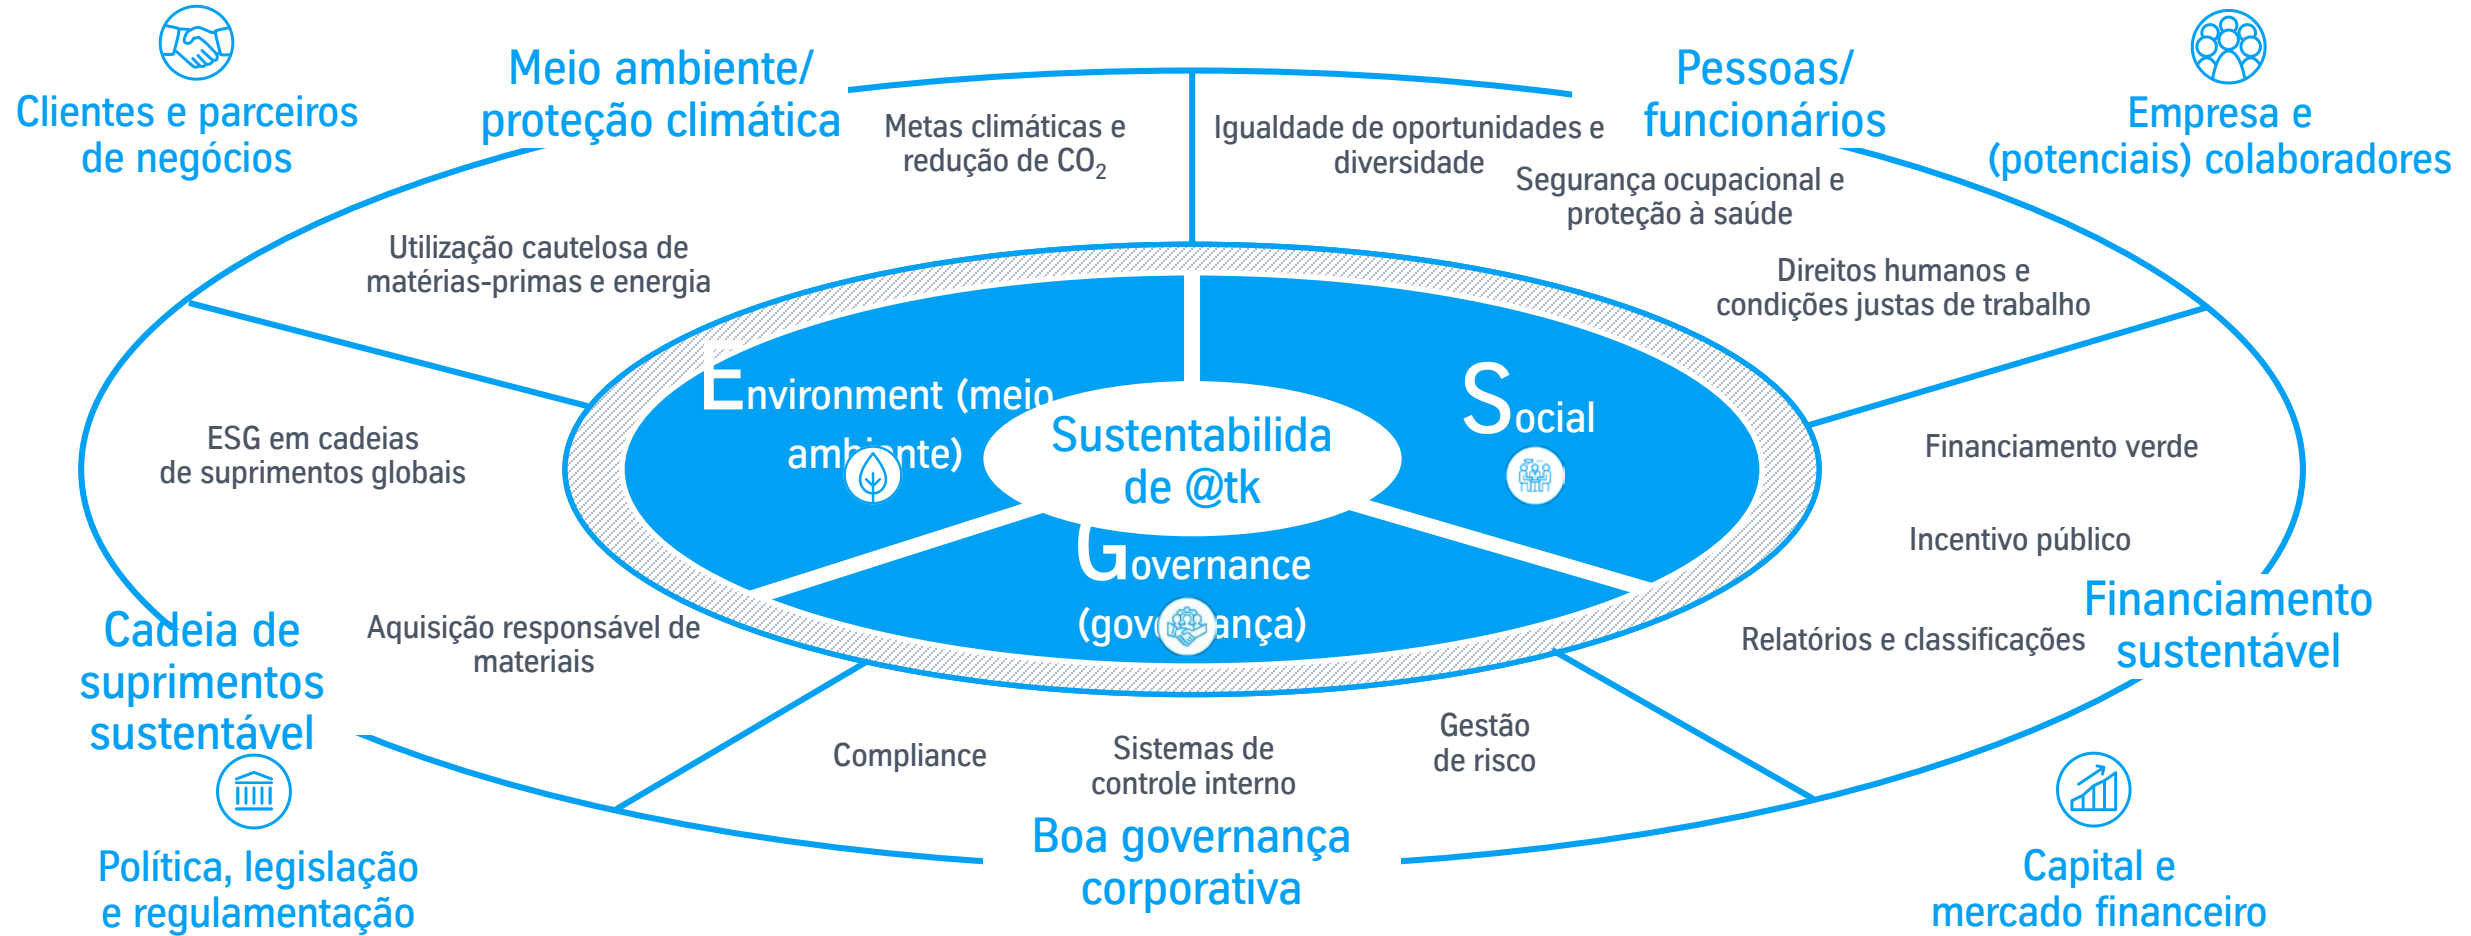 Clientes e parceiros
de negócios
Meio ambiente/
proteção climática
Pessoas/
funcionários
Empresa e
(potenciais) colaboradores
Metas climáticas e
redução de CO₂
Igualdade de oportunidades e
diversidade
Segurança ocupacional e
proteção à saúde
Utilização cautelosa de
matérias-primas e energia
Direitos humanos e
condições justas de trabalho
Environment (meio
ambiente)
Social
Sustentabilida
de @tk
Governance
(governança)
ESG em cadeias
de suprimentos globais
Financiamento verde
Incentivo público
Relatórios e classificações
Financiamento
sustentável
Cadeia de
suprimentos
sustentável
Aquisição responsável de
materiais
Compliance
Sistemas de
controle interno
Gestão
de risco
Boa governança
corporativa
Política, legislação
e regulamentação
Capital e
mercado financeiro